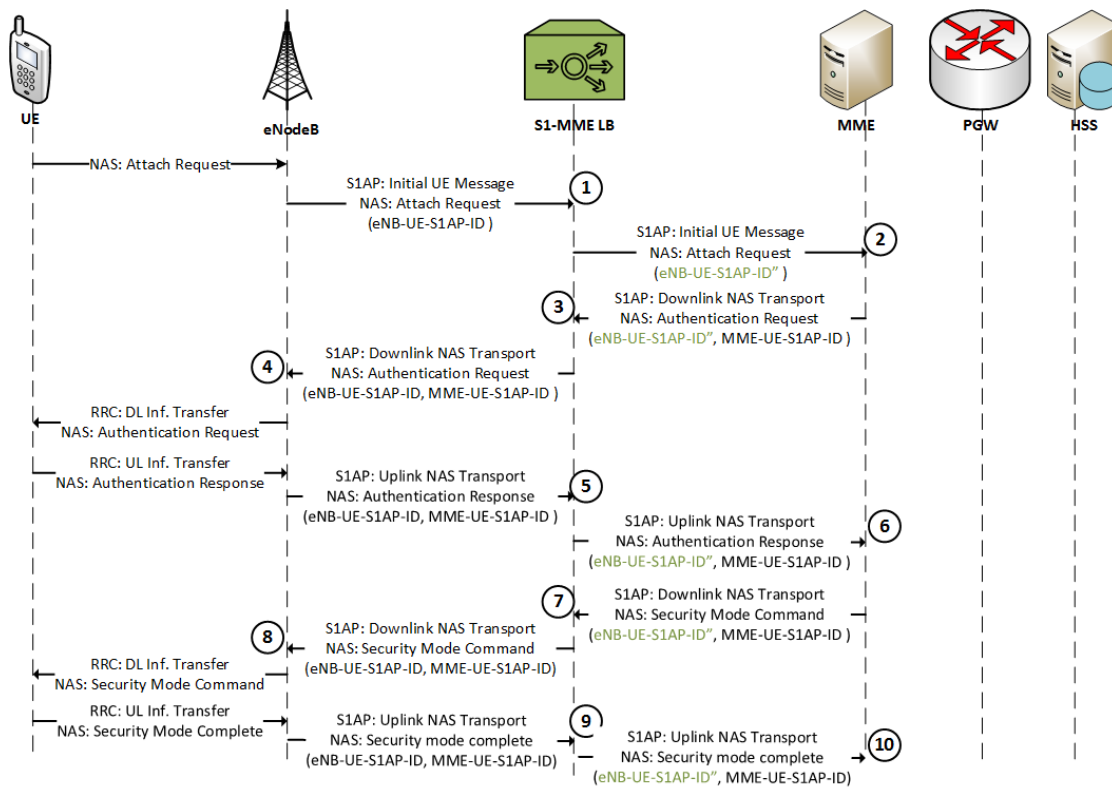 UE
eNodeB
S1-MME LB
MME
PGW
HSS
NAS: Attach Request
S1AP: Initial UE Message
NAS: Attach Request
(eNB-UE-S1AP-ID )
1
S1AP: Initial UE Message
NAS: Attach Request
(eNB-UE-S1AP-ID” )
2
S1AP: Downlink NAS Transport
NAS: Authentication Request
(eNB-UE-S1AP-ID”, MME-UE-S1AP-ID )
3
S1AP: Downlink NAS Transport
NAS: Authentication Request
(eNB-UE-S1AP-ID, MME-UE-S1AP-ID )
4
RRC: DL Inf. Transfer
NAS: Authentication Request
RRC: UL Inf. Transfer
NAS: Authentication Response
S1AP: Uplink NAS Transport
NAS: Authentication Response
(eNB-UE-S1AP-ID, MME-UE-S1AP-ID )
5
S1AP: Uplink NAS Transport
NAS: Authentication Response
(eNB-UE-S1AP-ID”, MME-UE-S1AP-ID )
6
S1AP: Downlink NAS Transport
NAS: Security Mode Command
(eNB-UE-S1AP-ID”, MME-UE-S1AP-ID )
7
S1AP: Downlink NAS Transport
NAS: Security Mode Command
(eNB-UE-S1AP-ID, MME-UE-S1AP-ID)
8
RRC: DL Inf. Transfer
NAS: Security Mode Command
RRC: UL Inf. Transfer
NAS: Security Mode Complete
S1AP: Uplink NAS Transport
NAS: Security mode complete
(eNB-UE-S1AP-ID, MME-UE-S1AP-ID)
9
S1AP: Uplink NAS Transport
NAS: Security mode complete
(eNB-UE-S1AP-ID”, MME-UE-S1AP-ID)
10